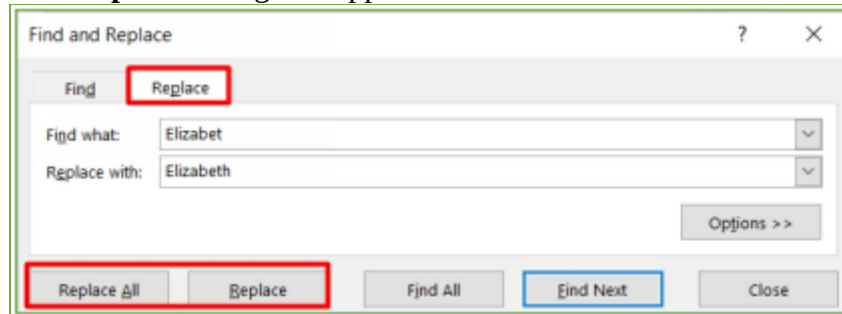 Find and Replace ? ×
Find Replace
Find what: Elizabet
Replace with: Elizabeth
Options >>
Replace All Replace Find All Find Next Close